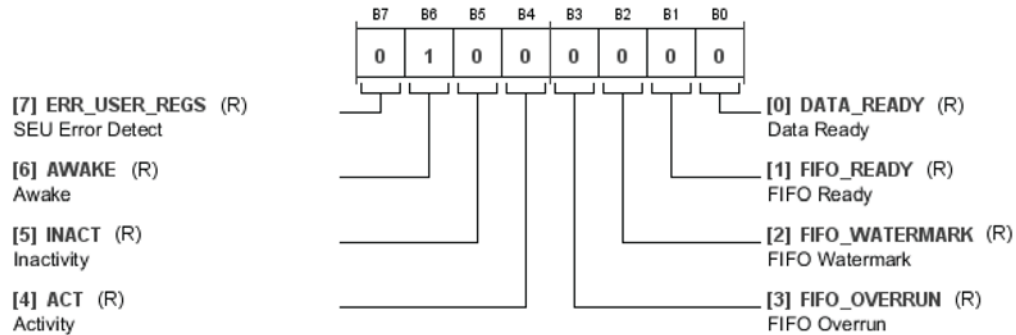 B7 B6 B5 B4 B3 B2 B1 B0
0 1 0 0 0 0 0 0
[7] ERR_USER_REGS (R)
SEU Error Detect
[6] AWAKE (R)
Awake
[5] INACT (R)
Inactivity
[4] ACT (R)
Activity
[0] DATA_READY (R)
Data Ready
[1] FIFO_READY (R)
FIFO Ready
[2] FIFO_WATERMARK (R)
FIFO Watermark
[3] FIFO_OVERRUN (R)
FIFO Overrun